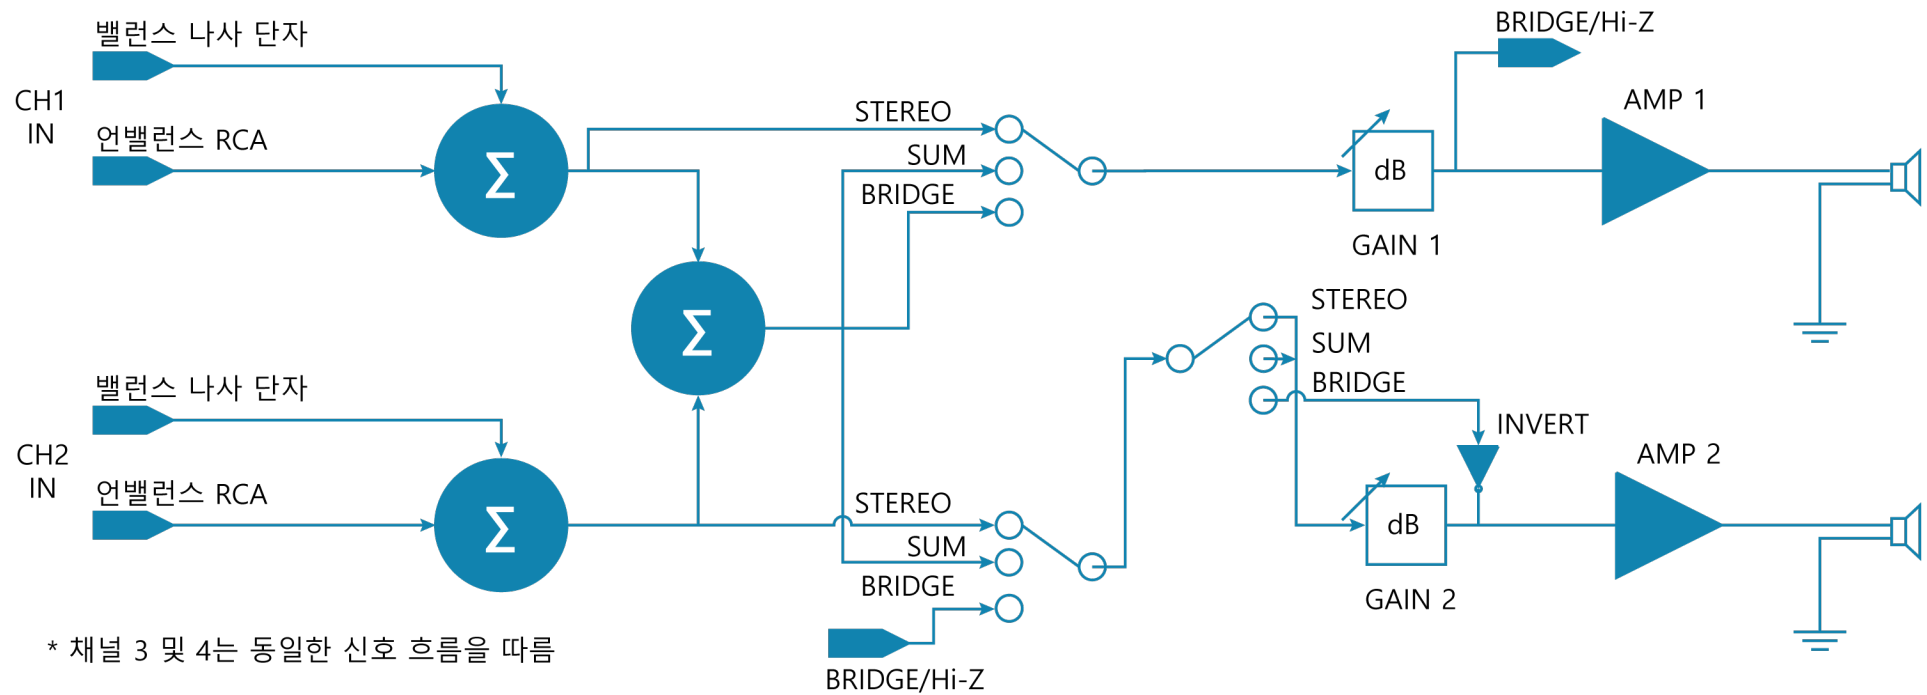 밸런스 나사 단자
CH1
IN
언밸런스 RCA
Σ
STEREO
SUM
BRIDGE
BRIDGE/Hi-Z
dB
GAIN 1
AMP 1
Σ
밸런스 나사 단자
CH2
IN
언밸런스 RCA
Σ
STEREO
SUM
BRIDGE
BRIDGE/Hi-Z
STEREO
SUM
BRIDGE
INVERT
dB
GAIN 2
AMP 2
* 채널 3 및 4는 동일한 신호 흐름을 따름